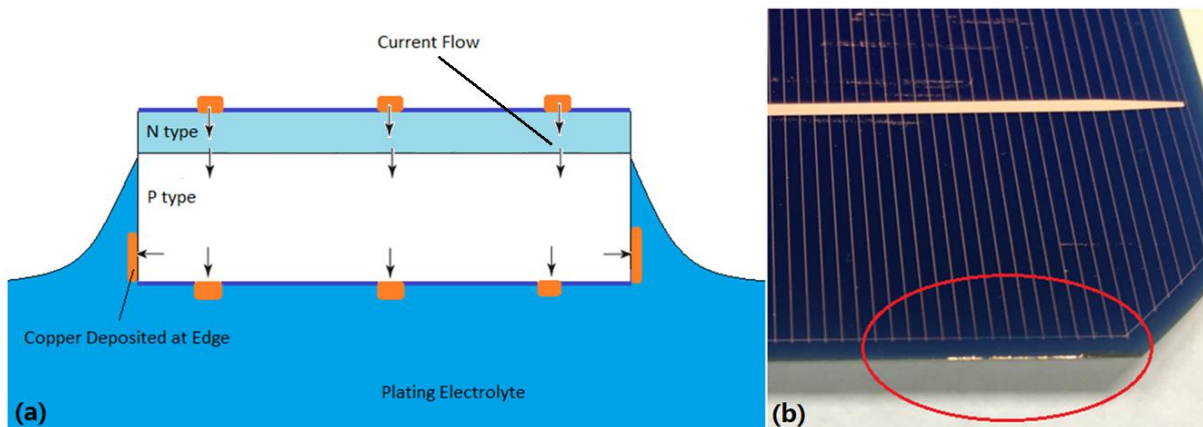 Current Flow
N type
P type
Copper Deposited at Edge
Plating Electrolyte
(a)
(b)